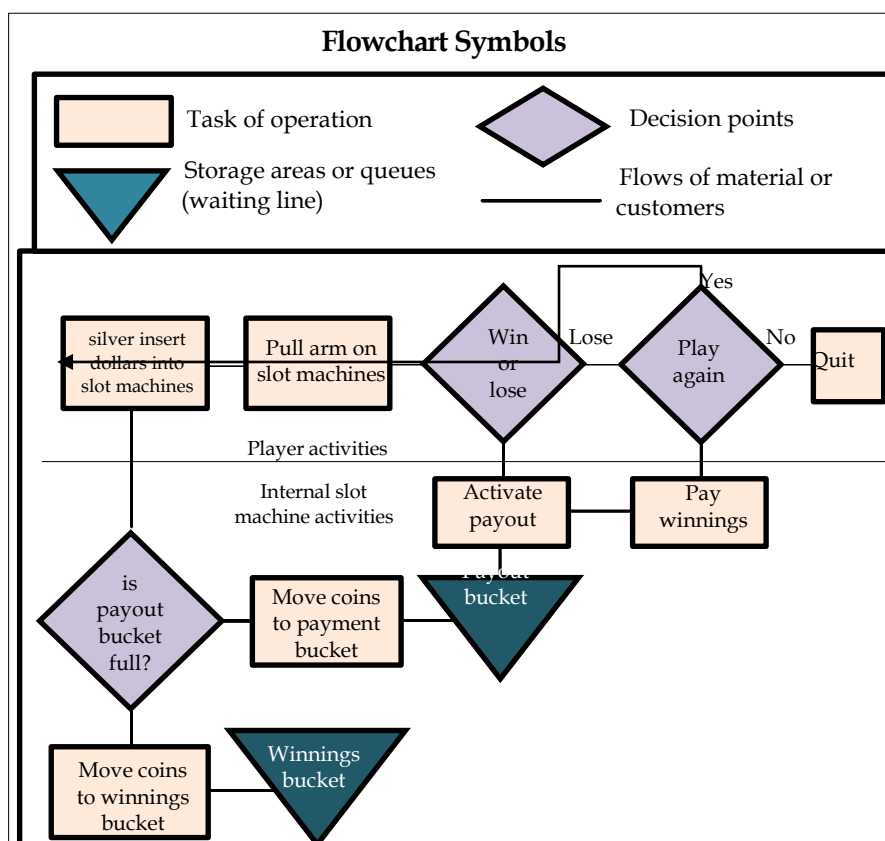 Flowchart Symbols
Task of operation
Decision points
Storage areas or queues
(waiting line)
Flows of material or
customers
Yes
silver insert
dollars into
slot machines
Pull arm on
slot machines
Win
or
lose
Lose
Play
again
No
Quit
Player activities
Internal slot
machine activities
Activate
payout
Pay
winnings
is
payout
bucket
full?
Move coins
to payment
bucket
Payout
bucket
Move coins
to winnings
bucket
Winnings
bucket